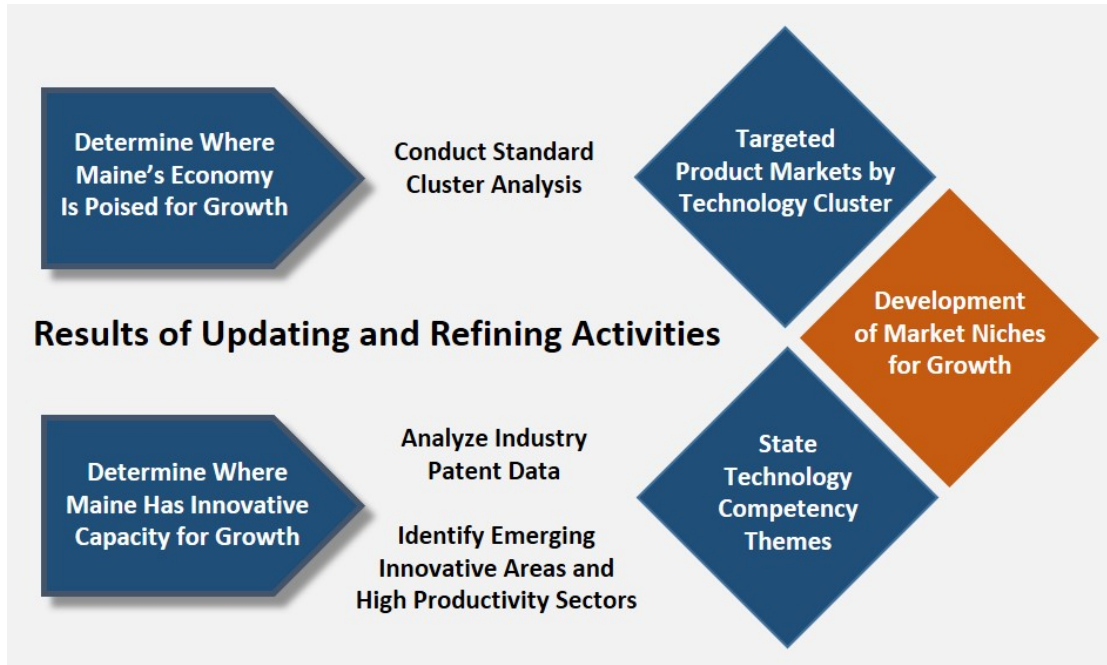 Determine Where
Maine's Economy
Is Poised for Growth
Conduct Standard
Cluster Analysis
Targeted
Product Markets by
Technology Cluster
Results of Updating and Refining Activities
Development
of Market Niches
for Growth
Determine Where
Maine Has Innovative
Capacity for Growth
Analyze Industry
Patent Data
Identify Emerging
Innovative Areas and
High Productivity Sectors
State
Technology
Competency
Themes